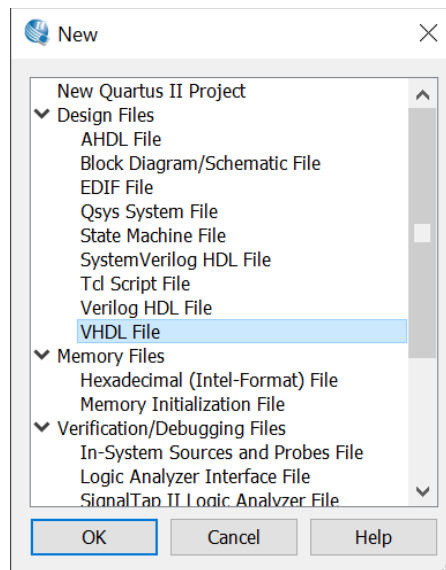 New
New Quartus II Project
Design Files
AHDL File
Block Diagram/Schematic File
EDIF File
Qsys System File
State Machine File
SystemVerilog HDL File
Tcl Script File
Verilog HDL File
VHDL File
Memory Files
Hexadecimal (Intel-Format) File
Memory Initialization File
Verification/Debugging Files
In-System Sources and Probes File
Logic Analyzer Interface File
SignalTap II Logic Analyzer File
OK Cancel Help